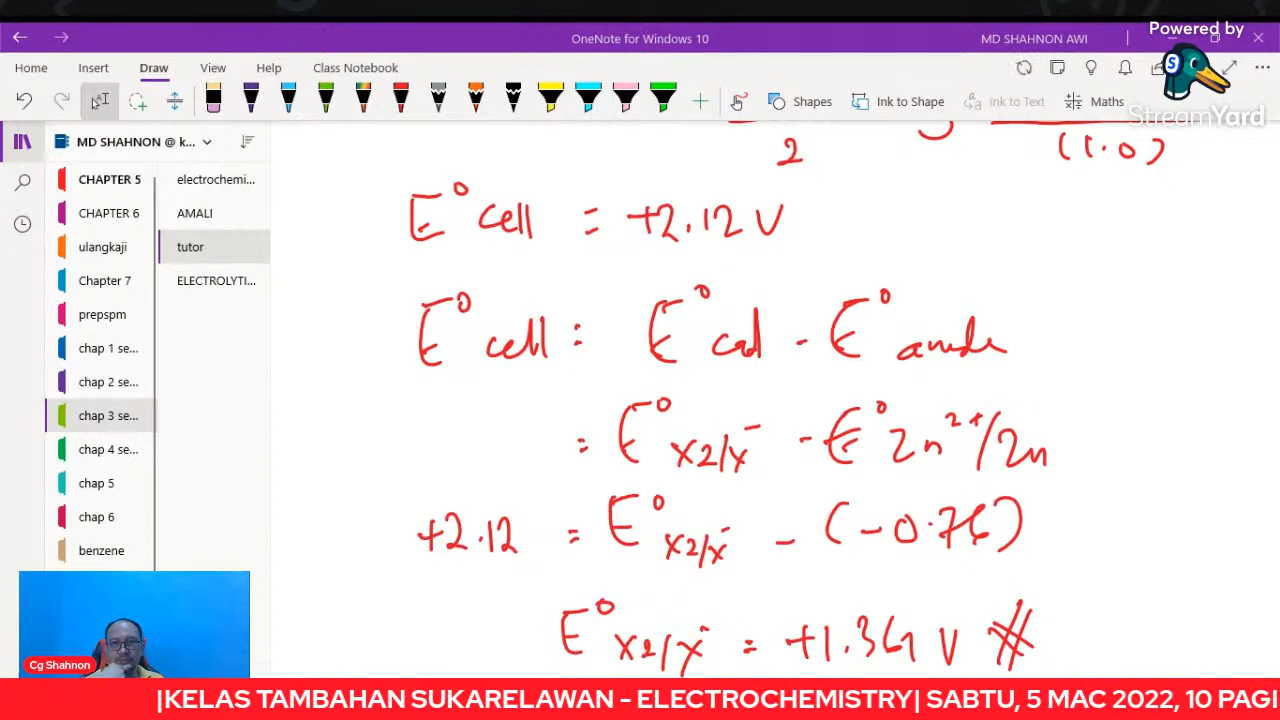 Powered by
OneNote for Windows 10
MD SHAHNON AWI
StreamYard
Home Insert Draw View Help Class Notebook
Shapes Ink to Shape Ink to Text Maths
MD SHAHNON @ k...
CHAPTER 5
CHAPTER 6
ulangkaji
Chapter 7
prepspm
chap 1 se...
chap 2 se...
chap 3 se...
chap 4 se...
chap 5
chap 6
benzene
electrochemi...
AMALI
tutor
ELECTROLYTI...
2 (1.0)
E° cell = +2.12 V
E° cell = E° cat - E° anode
= E° X2/X⁻ - E° Zn²⁺/Zn
+2.12 = E° X2/X⁻ - (-0.76)
E° X2/X⁻ = +1.36 V
Cg Shahnon
|KELAS TAMBAHAN SUKARELAWAN - ELECTROCHEMISTRY| SABTU, 5 MAC 2022, 10 PAGI